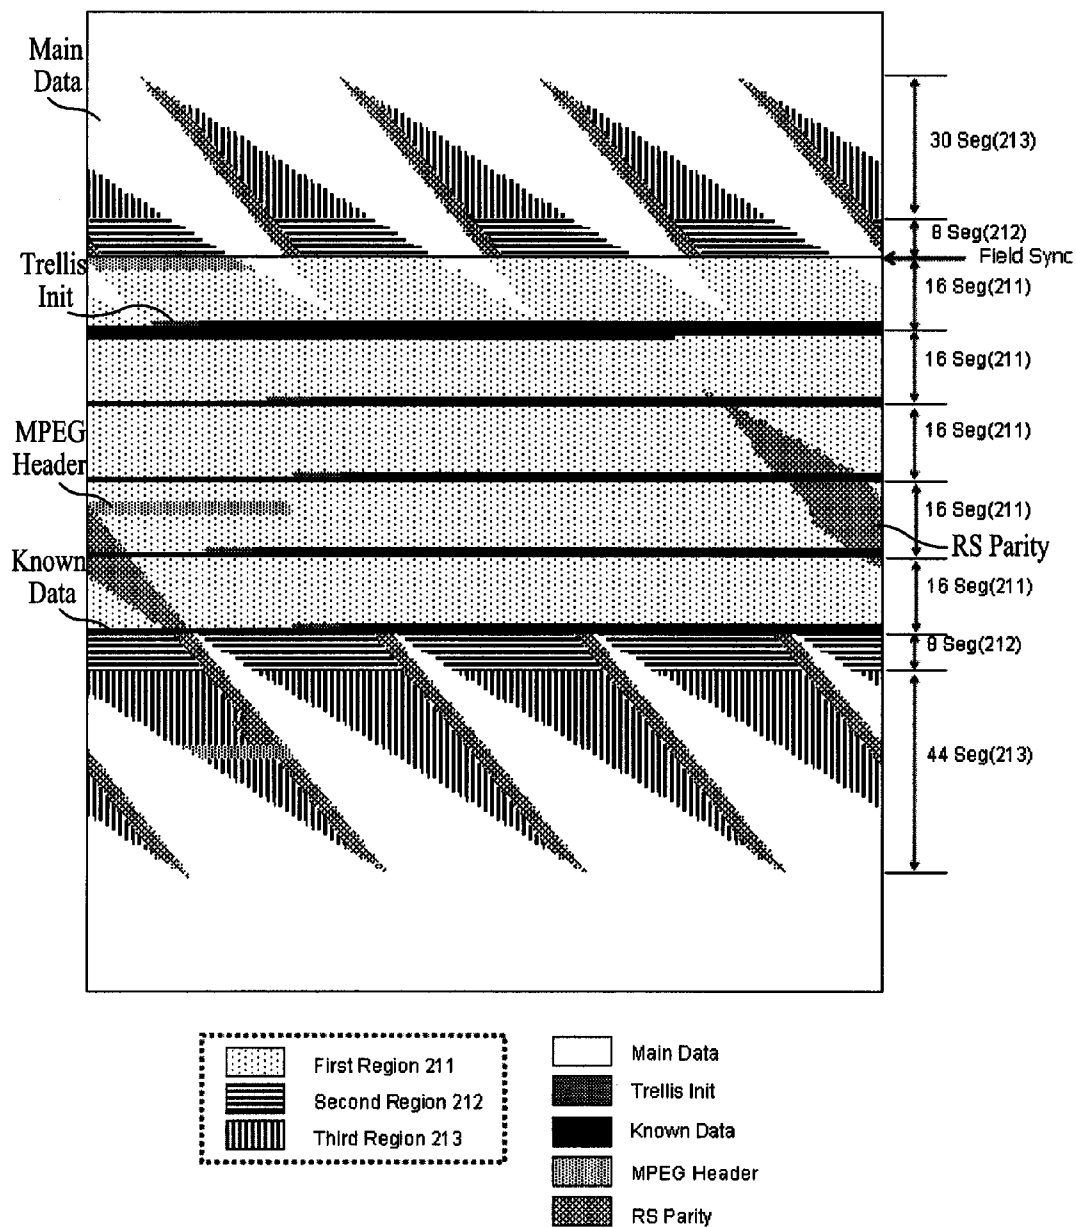 Main
Data
30 Seg(213)
8 Seg(212)
Field Sync
Trellis
Init
16 Seg(211)
16 Seg(211)
MPEG
Header
16 Seg(211)
16 Seg(211)
RS Parity
Known
Data
16 Seg(211)
8 Seg(212)
44 Seg(213)
First Region 211
Second Region 212
Third Region 213
Main Data
Trellis Init
Known Data
MPEG Header
RS Parity